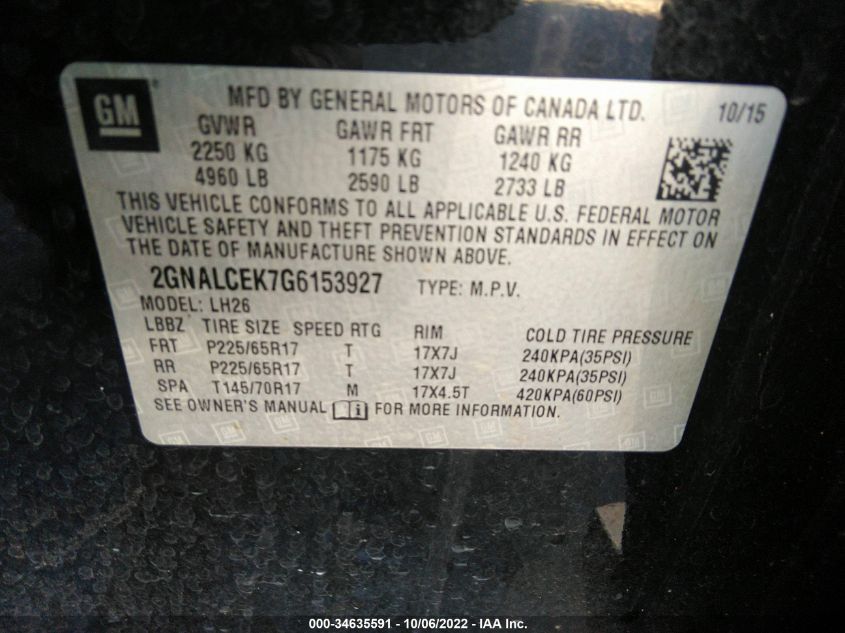 GM
MFD BY GENERAL MOTORS OF CANADA LTD. 10/15
GVWR GAWR FRT GAWR RR
2250 KG 1175 KG 1240 KG
4960 LB 2590 LB 2733 LB
THIS VEHICLE CONFORMS TO ALL APPLICABLE U.S. FEDERAL MOTOR
VEHICLE SAFETY AND THEFT PREVENTION STANDARDS IN EFFECT ON
THE DATE OF MANUFACTURE SHOWN ABOVE.
2GNALCEK7G6153927 TYPE: M.P.V.
MODEL: LH26
LBBZ TIRE SIZE SPEED RTG RIM COLD TIRE PRESSURE
FRT P225/65R17 T 17X7J 240KPA(35PSI)
RR P225/65R17 T 17X7J 240KPA(35PSI)
SPA T145/70R17 M 17X4.5T 420KPA(60PSI)
SEE OWNER'S MANUAL FOR MORE INFORMATION.
000-34635591 - 10/06/2022 - IAA Inc.